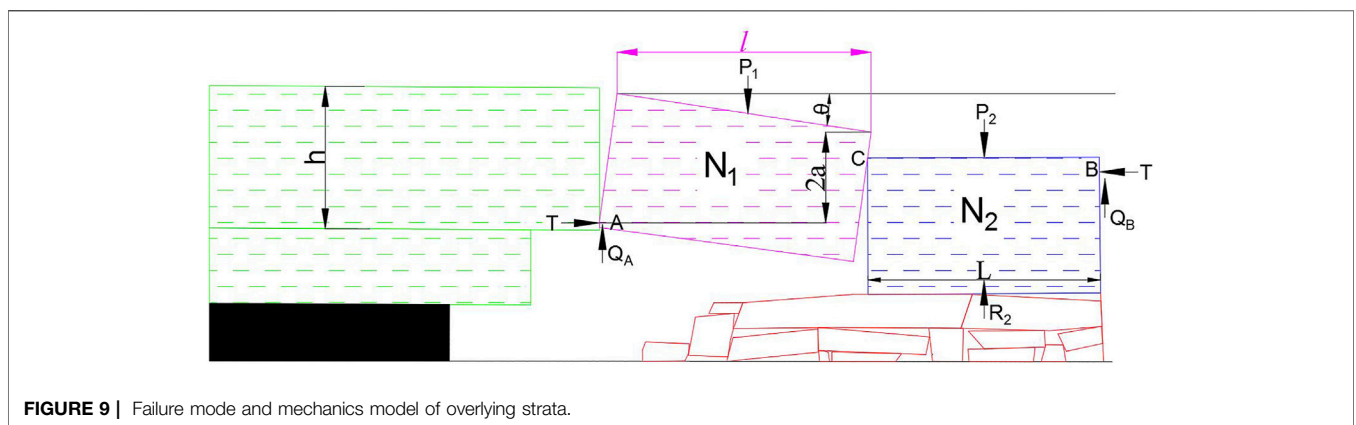 l
P1
θ
P2
h
N1
2a
C
B
T
T
A
QA
N2
QB
L
R2
FIGURE 9 | Failure mode and mechanics model of overlying strata.